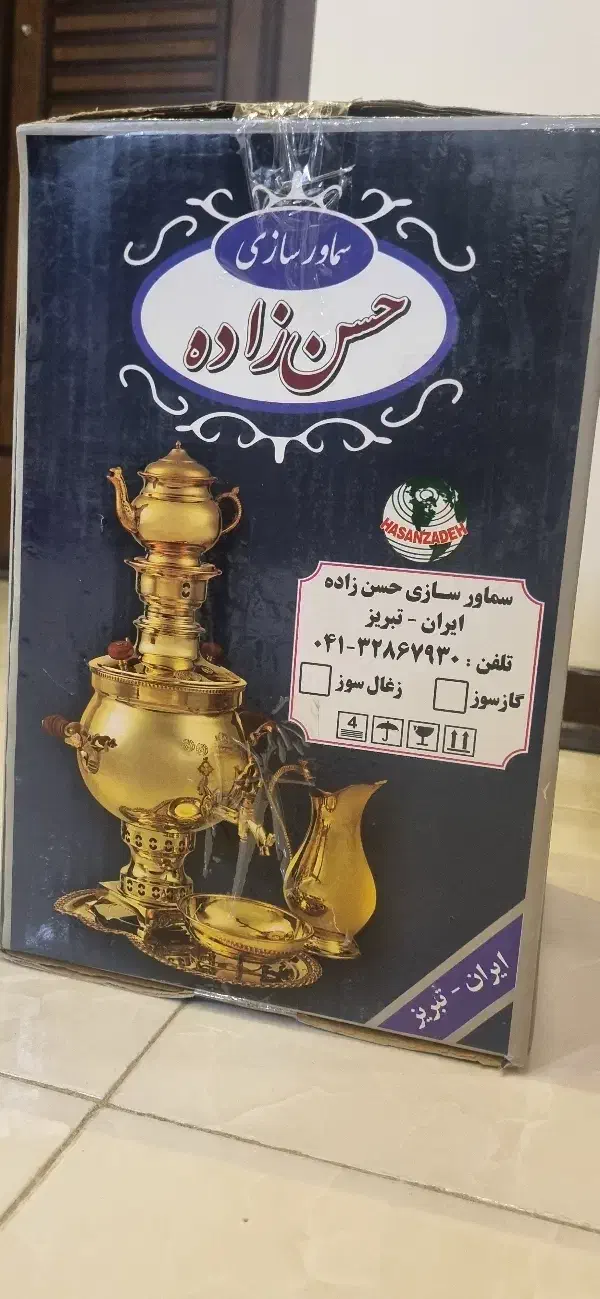 سماور سازی
حسن زاده
HASANZADEH
سماور سازی حسن زاده
ایران - تبریز
تلفن : ۳۲۸۶۷۹۳۰-۰۴۱
گازسوز زغال سوز
4
ایران - تبریز